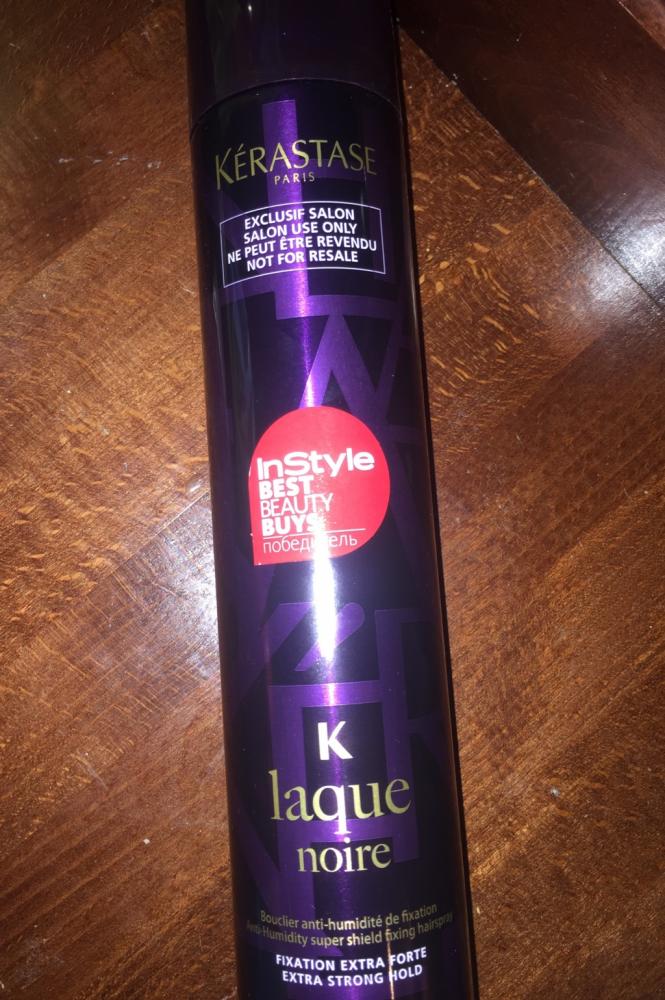 KÉRASTASE
PARIS
EXCLUSIF SALON
SALON USE ONLY
NE PEUT ÊTRE REVENDU
NOT FOR RESALE
InStyle
BEST
BEAUTY
BUYS
победитель
K
laque
noire
Bouclier anti-humidité de fixation
Anti-Humidity super shield fixing hairspray
FIXATION EXTRA FORTE
EXTRA STRONG HOLD